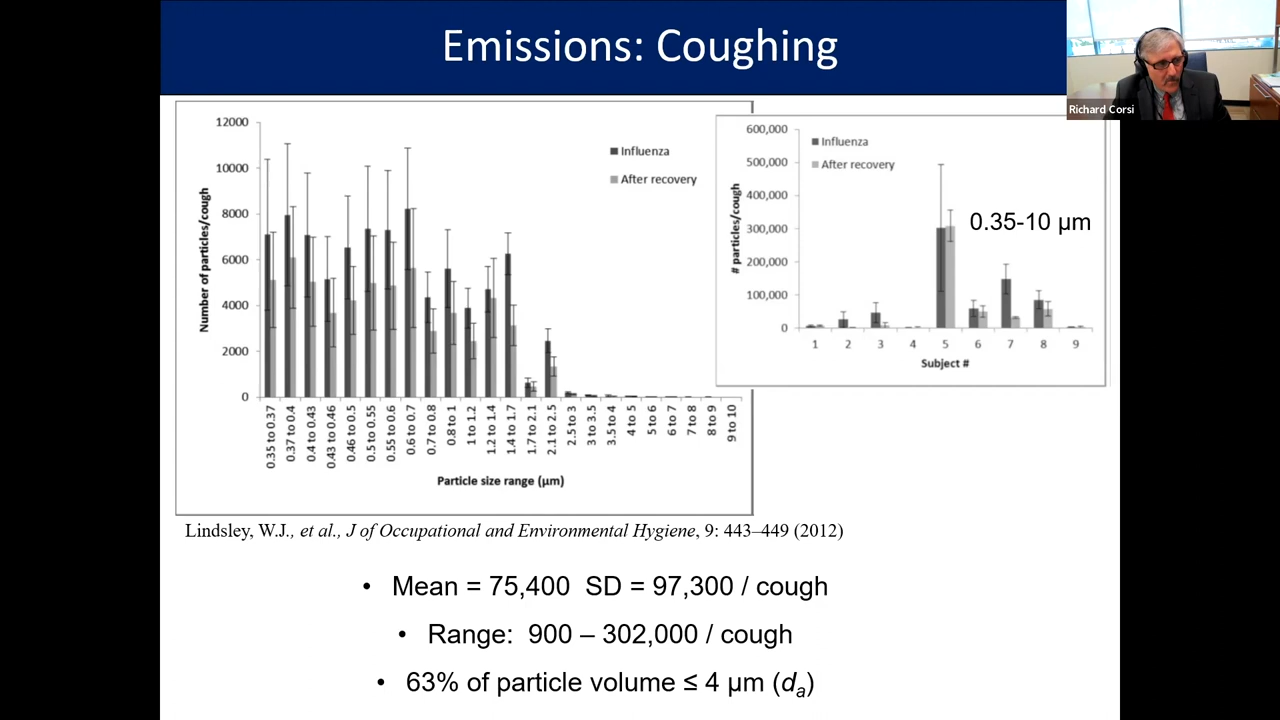 Emissions: Coughing
Richard Corsi
12000
10000
8000
6000
4000
2000
0
Number of particles/cough
Influenza
After recovery
0.35 to 0.37
0.37 to 0.4
0.4 to 0.43
0.43 to 0.46
0.46 to 0.5
0.5 to 0.55
0.55 to 0.6
0.6 to 0.7
0.7 to 0.8
0.8 to 1
1 to 1.2
1.2 to 1.4
1.4 to 1.7
1.7 to 2.1
2.1 to 2.5
2.5 to 3
3 to 3.5
3.5 to 4
4 to 5
5 to 6
6 to 7
7 to 8
8 to 9
9 to 10
Particle size range (µm)
600,000
500,000
400,000
300,000
200,000
100,000
0
# particles/cough
Influenza
After recovery
0.35-10 µm
1 2 3 4 5 6 7 8 9
Subject #
Lindsley, W.J., et al., J of Occupational and Environmental Hygiene, 9: 443–449 (2012)
• Mean = 75,400 SD = 97,300 / cough
• Range: 900 – 302,000 / cough
• 63% of particle volume ≤ 4 µm (da)